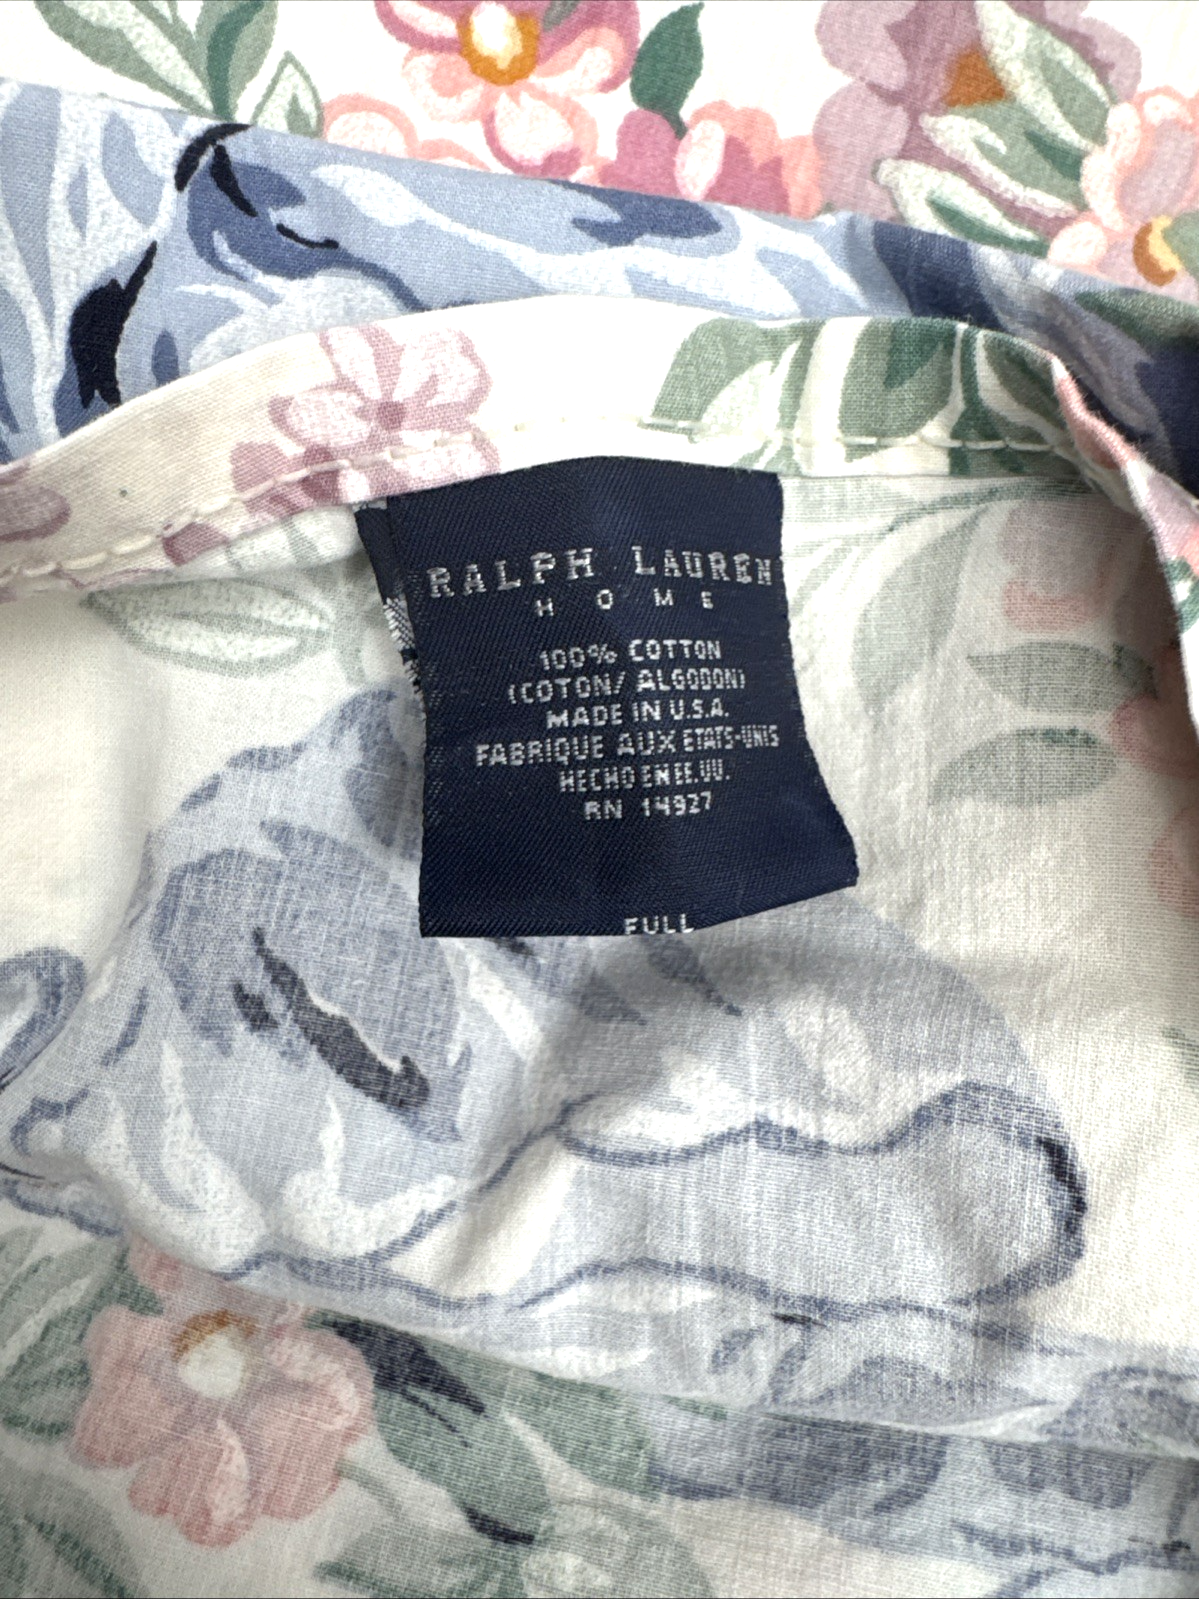 RALPH LAUREN
HOME
100% COTTON
(COTON/ ALGODON)
MADE IN U.S.A.
FABRIQUE AUX ETATS-UNIS
HECHO EN EE.UU.
RN 14927
FULL